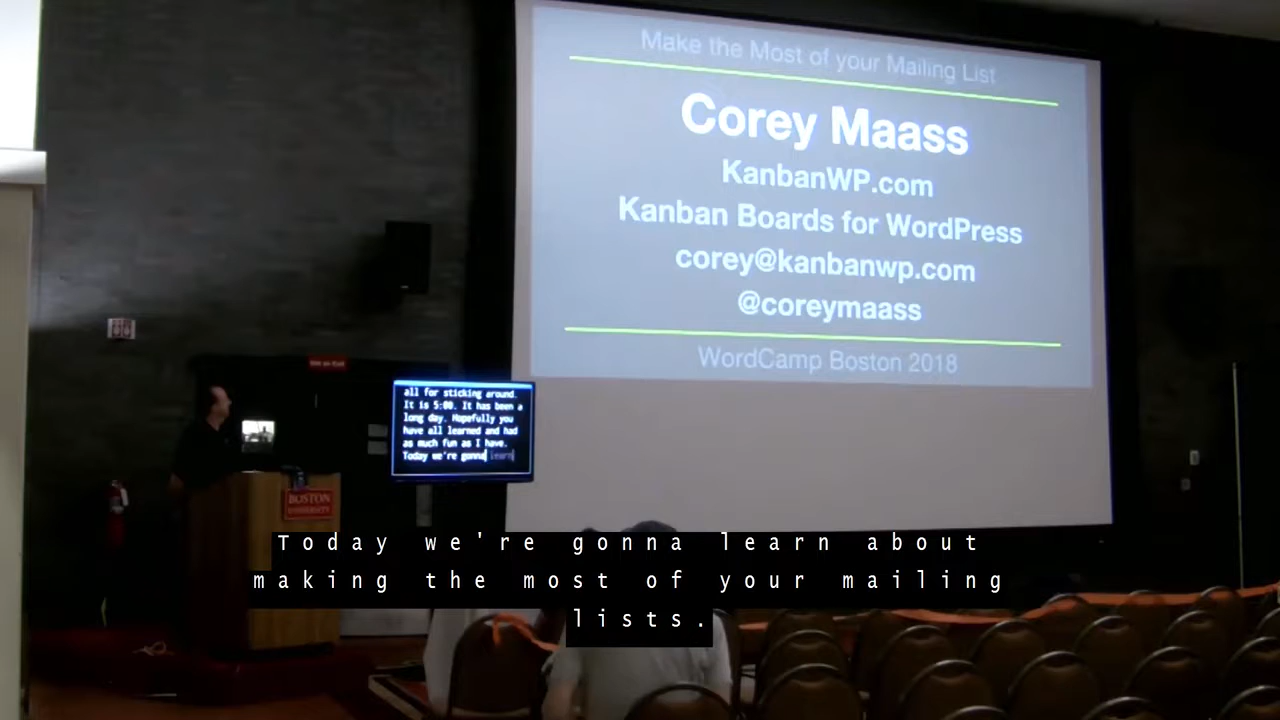 Make the Most of your Mailing List
Corey Maass
KanbanWP.com
Kanban Boards for WordPress
corey@kanbanwp.com
@coreymaass
WordCamp Boston 2018
all for sticking around.
It is 5:00. It has been a
long day. Hopefully you
have all learned and had
as much fun as I have.
Today we're gonna learn
BOSTON
UNIVERSITY
Today we're gonna learn about
making the most of your mailing
lists.